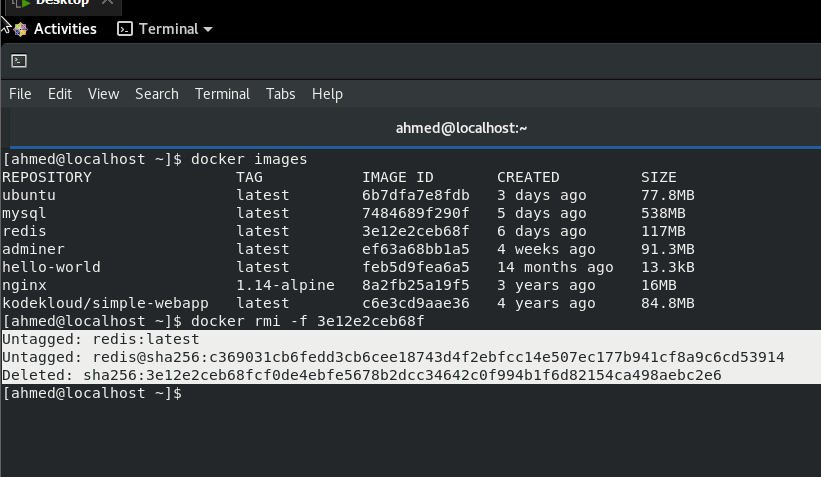 Desktop
Activities Terminal
File Edit View Search Terminal Tabs Help
ahmed@localhost:~
[ahmed@localhost ~]$ docker images
REPOSITORY TAG IMAGE ID CREATED SIZE
ubuntu latest 6b7dfa7e8fdb 3 days ago 77.8MB
mysql latest 7484689f290f 5 days ago 538MB
redis latest 3e12e2ceb68f 6 days ago 117MB
adminer latest ef63a68bb1a5 4 weeks ago 91.3MB
hello-world latest feb5d9fea6a5 14 months ago 13.3kB
nginx 1.14-alpine 8a2fb25a19f5 3 years ago 16MB
kodekloud/simple-webapp latest c6e3cd9aae36 4 years ago 84.8MB
[ahmed@localhost ~]$ docker rmi -f 3e12e2ceb68f
Untagged: redis:latest
Untagged: redis@sha256:c369031cb6fedd3cb6cee18743d4f2ebfcc14e507ec177b941cf8a9c6cd53914
Deleted: sha256:3e12e2ceb68fcf0de4ebfe5678b2dcc34642c0f994b1f6d82154ca498aebc2e6
[ahmed@localhost ~]$